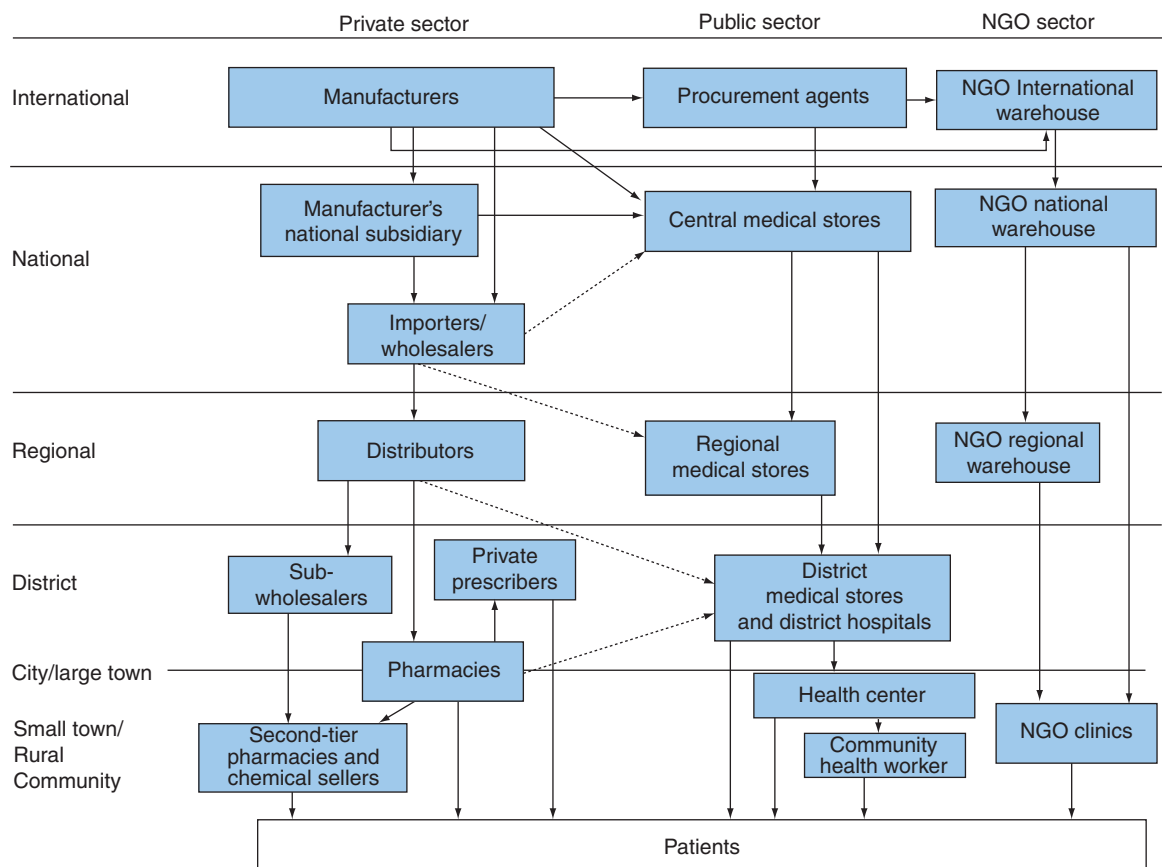 Private sector
Public sector
NGO sector
International
Manufacturers
Procurement agents
NGO International
warehouse
National
Manufacturer’s
national subsidiary
Central medical stores
NGO national
warehouse
Importers/
wholesalers
Regional
Distributors
Regional
medical stores
NGO regional
warehouse
District
Sub-
wholesalers
Private
prescribers
District
medical stores
and district hospitals
City/large town
Pharmacies
Health center
Small town/
Rural
Community
Second-tier
pharmacies and
chemical sellers
Community
health worker
NGO clinics
Patients